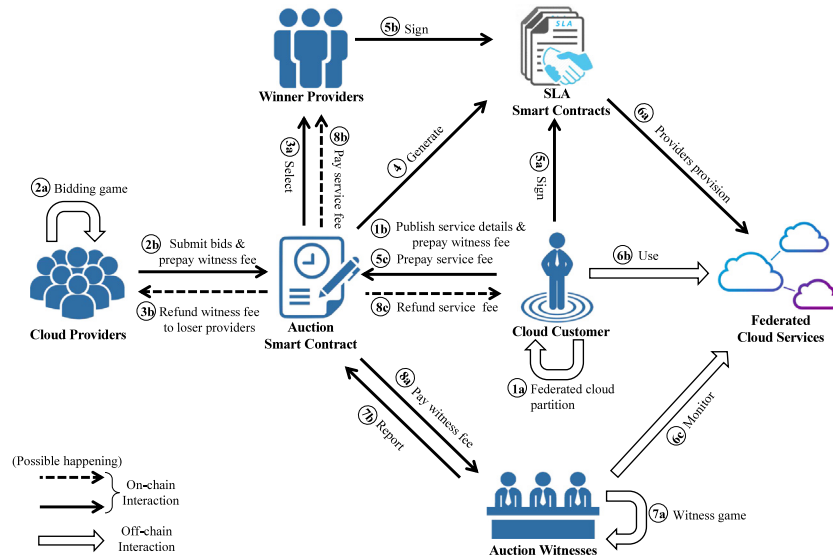 5b Sign
SLA
Winner Providers
SLA
Smart Contracts
3a Select
8b Pay service fee
4 Generate
5a Sign
6a Providers provision
2a Bidding game
1b Publish service details &
prepay witness fee
2b Submit bids &
prepay witness fee
5c Prepay service fee
6b Use
3b Refund witness fee
to loser providers
8c Refund service fee
Cloud Providers
Auction
Smart Contract
Cloud Customer
Federated
Cloud Services
1a Federated cloud
partition
8a Pay witness fee
7b Report
6c Monitor
(Possible happening)
On-chain
Interaction
Off-chain
Interaction
7a Witness game
Auction Witnesses